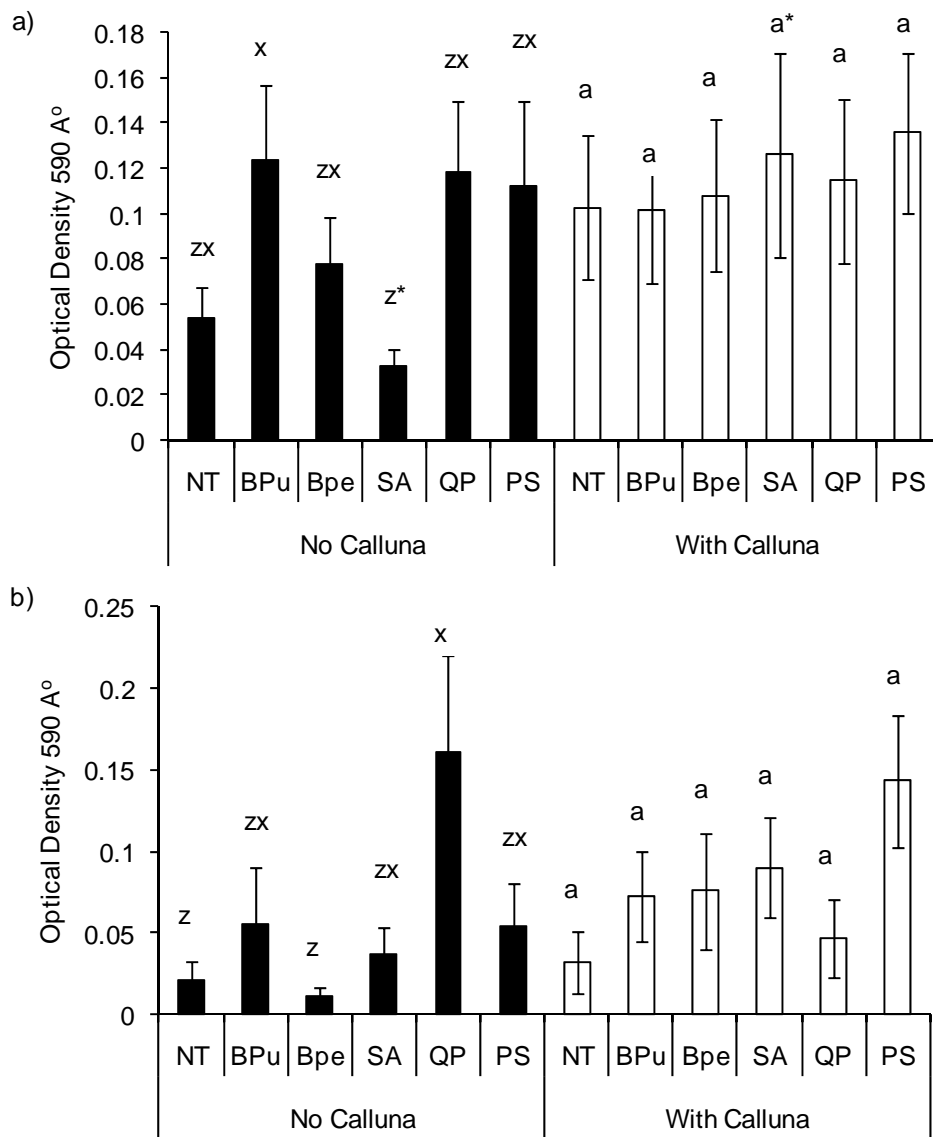 a)
Optical Density 590 Aº
0.18
0.16
0.14
0.12
0.1
0.08
0.06
0.04
0.02
0
zx x zx z* zx zx a a a a* a a
NT BPu Bpe SA QP PS NT BPu Bpe SA QP PS
No Calluna With Calluna
b)
Optical Density 590 Aº
0.25
0.2
0.15
0.1
0.05
0
z zx z zx x zx a a a a a a
NT BPu Bpe SA QP PS NT BPu Bpe SA QP PS
No Calluna With Calluna